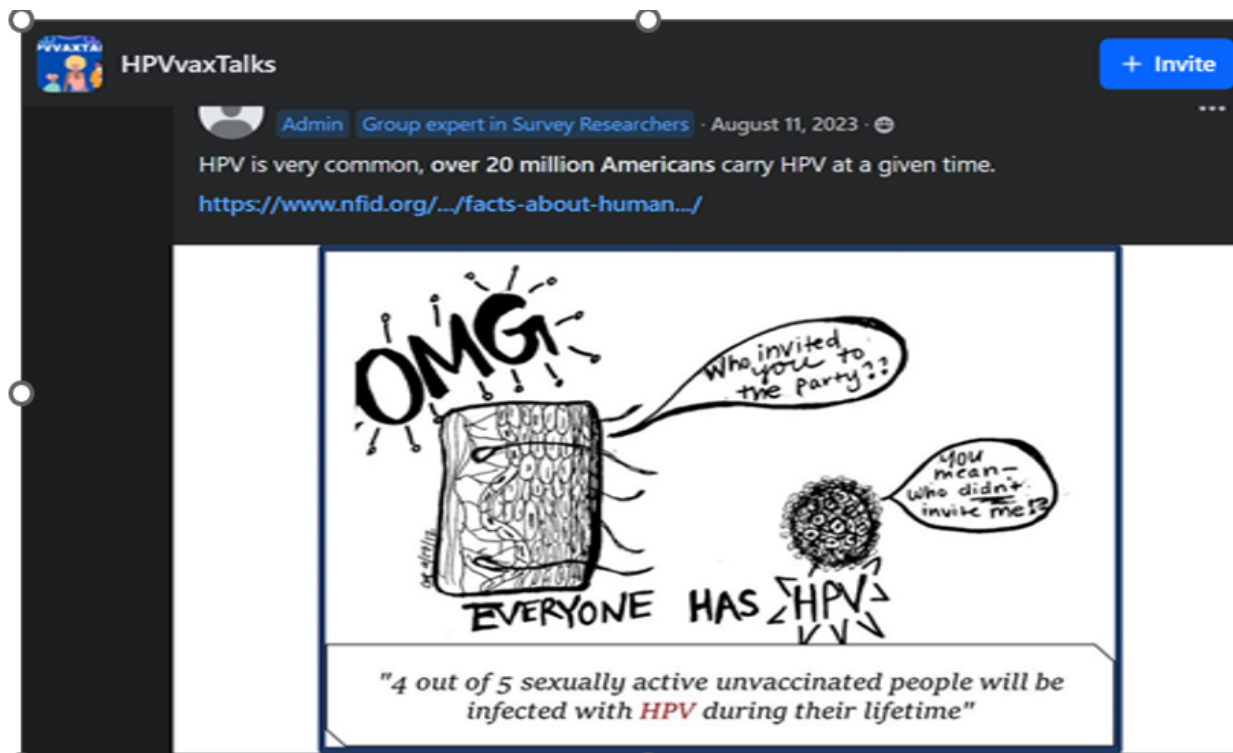 HPVvaxTalks
+ Invite
Admin Group expert in Survey Researchers · August 11, 2023 ·
HPV is very common, over 20 million Americans carry HPV at a given time.
https://www.nfid.org/.../facts-about-human.../
OMG
Who invited
you to
the party??
You
mean—
who didn't
invite me!?
EVERYONE HAS HPV
"4 out of 5 sexually active unvaccinated people will be
infected with HPV during their lifetime"